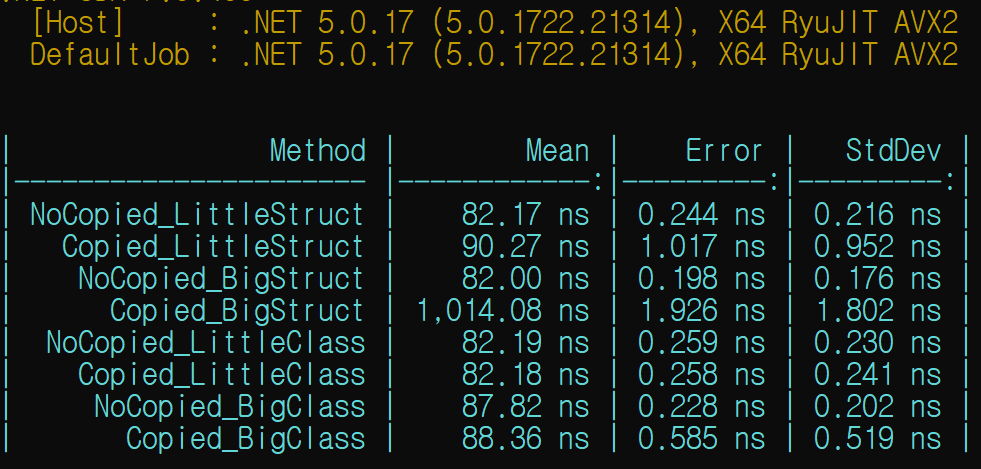 [Host]     : .NET 5.0.17 (5.0.1722.21314), X64 RyuJIT AVX2
DefaultJob : .NET 5.0.17 (5.0.1722.21314), X64 RyuJIT AVX2
|                Method |        Mean |    Error |   StdDev |
|---------------------- |------------:|---------:|---------:|
| NoCopied_LittleStruct |    82.17 ns | 0.244 ns | 0.216 ns |
|   Copied_LittleStruct |    90.27 ns | 1.017 ns | 0.952 ns |
|    NoCopied_BigStruct |    82.00 ns | 0.198 ns | 0.176 ns |
|      Copied_BigStruct | 1,014.08 ns | 1.926 ns | 1.802 ns |
|  NoCopied_LittleClass |    82.19 ns | 0.259 ns | 0.230 ns |
|    Copied_LittleClass |    82.18 ns | 0.258 ns | 0.241 ns |
|     NoCopied_BigClass |    87.82 ns | 0.228 ns | 0.202 ns |
|       Copied_BigClass |    88.36 ns | 0.585 ns | 0.519 ns |